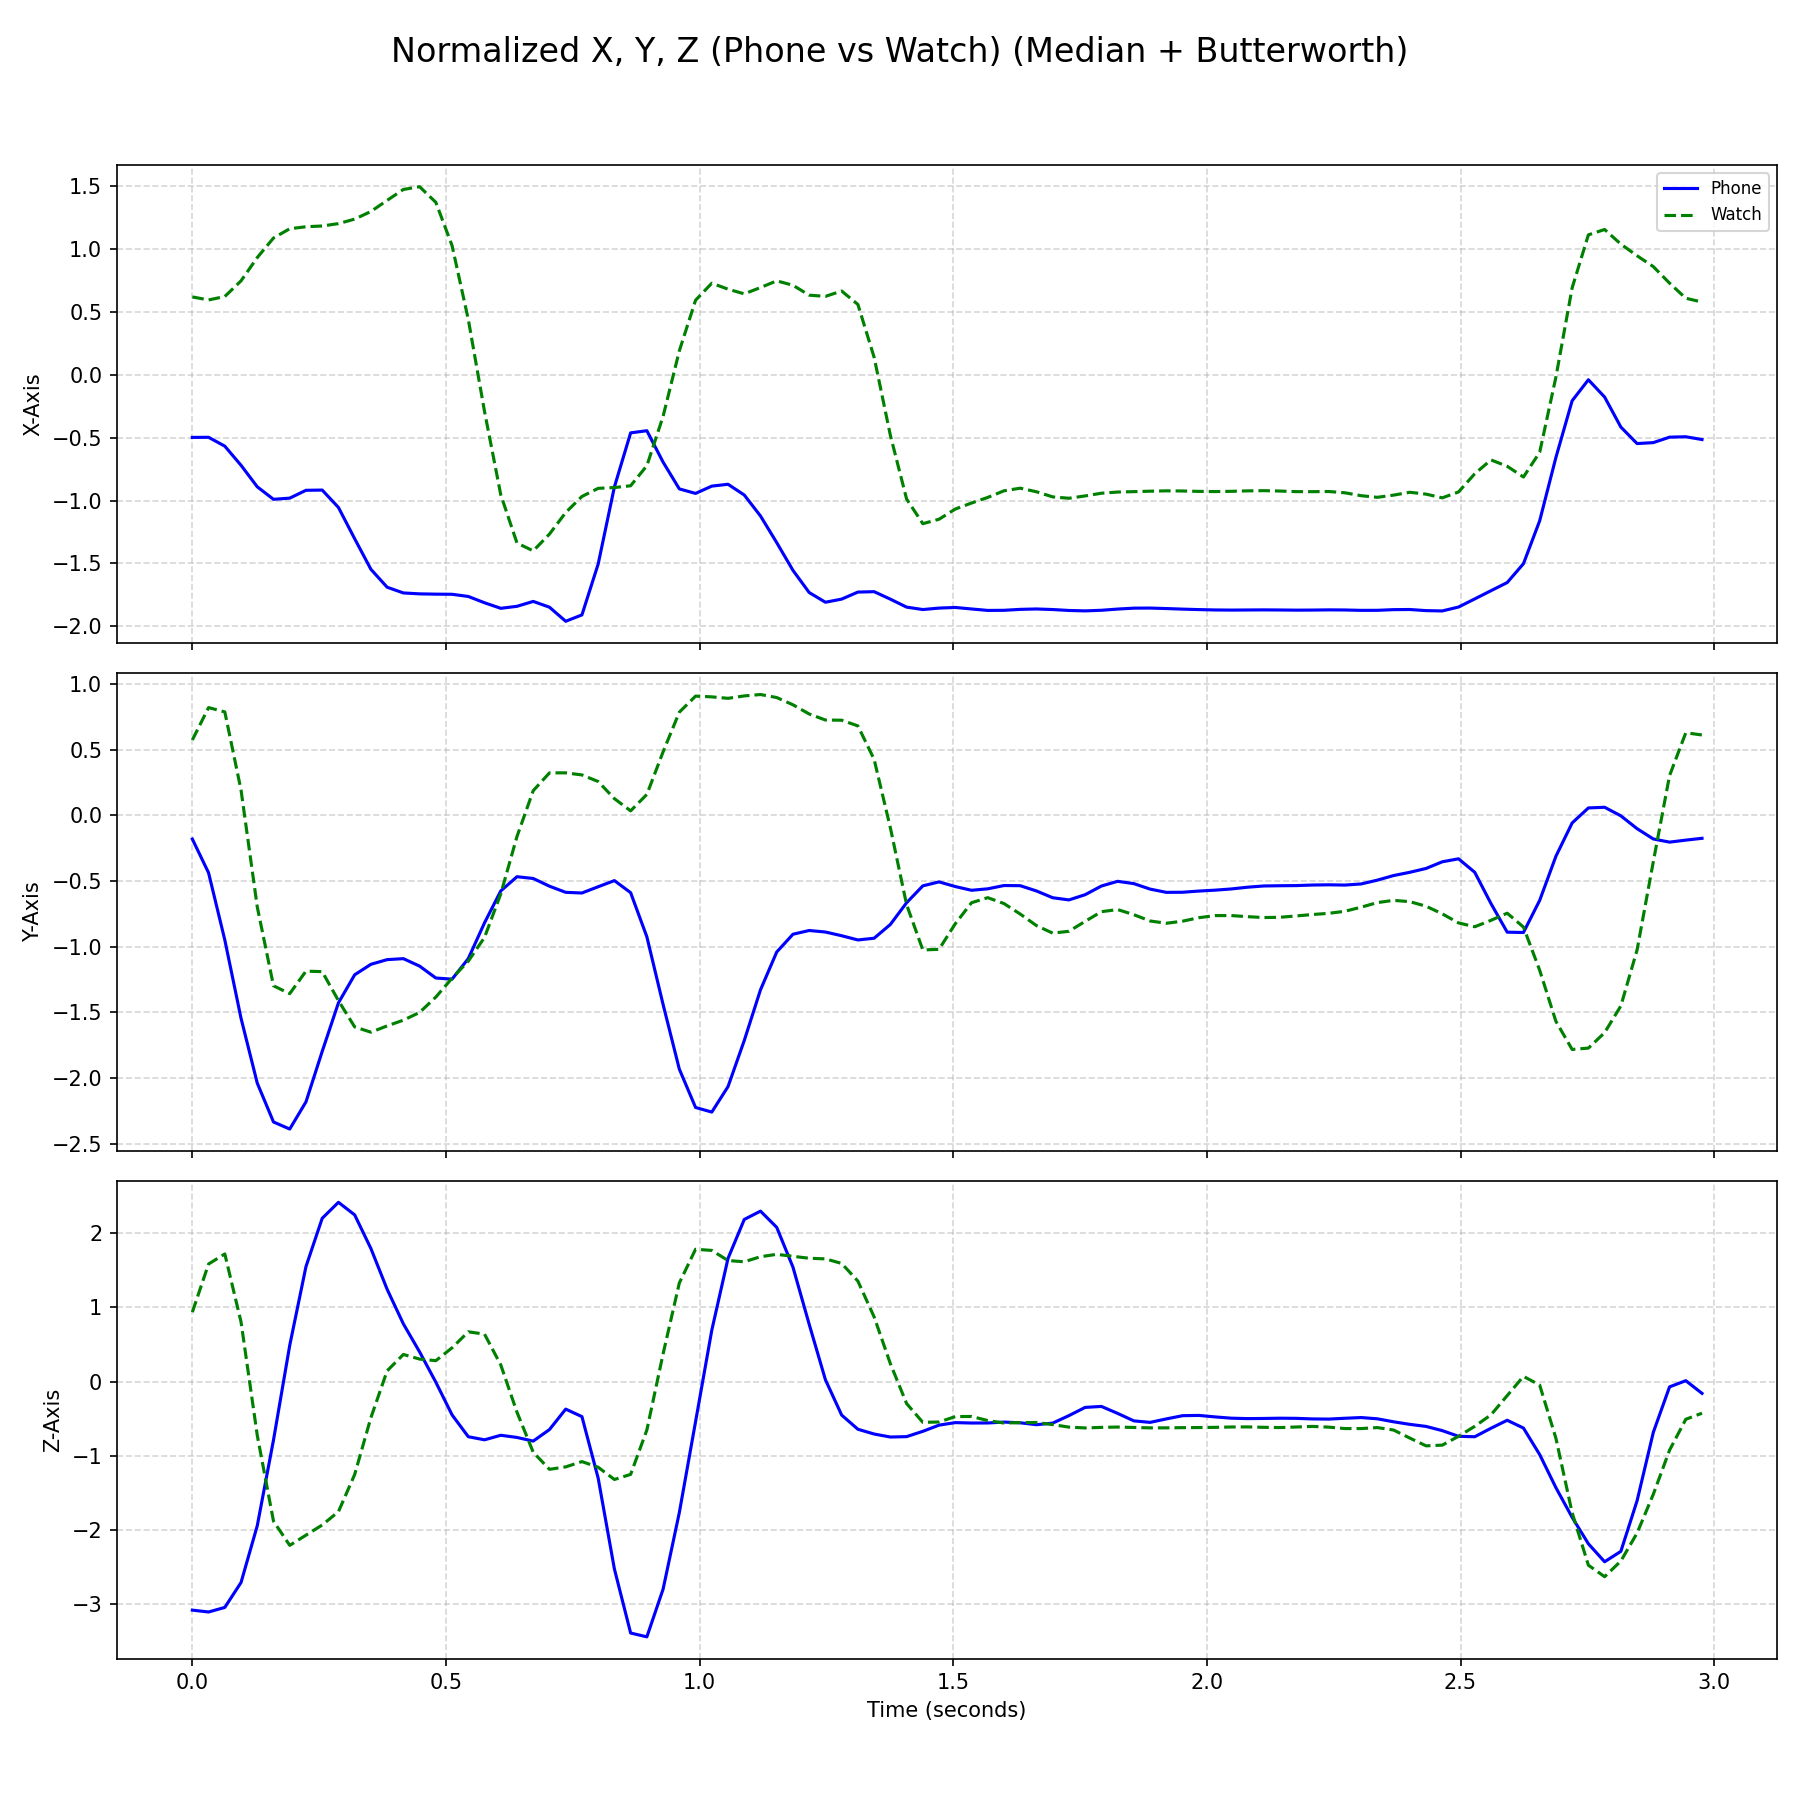 Normalized X, Y, Z (Phone vs Watch) (Median + Butterworth)
Phone
Watch
1.5
1.0
0.5
0.0
−0.5
−1.0
−1.5
−2.0
X-Axis
1.0
0.5
0.0
−0.5
−1.0
−1.5
−2.0
−2.5
Y-Axis
2
1
0
−1
−2
−3
Z-Axis
0.0 0.5 1.0 1.5 2.0 2.5 3.0
Time (seconds)